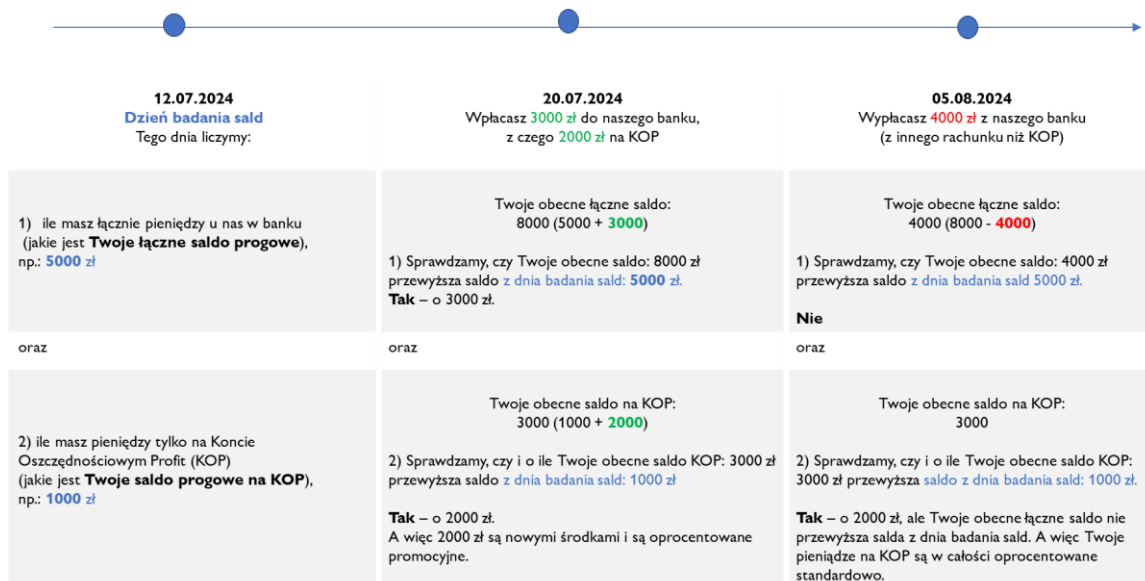 12.07.2024
Dzień badania sald
Tego dnia liczymy:
20.07.2024
Wpłacasz 3000 zł do naszego banku,
z czego 2000 zł na KOP
05.08.2024
Wypłacasz 4000 zł z naszego banku
(z innego rachunku niż KOP)
1) ile masz łącznie pieniędzy u nas w banku
(jakie jest Twoje łączne saldo progowe),
np.: 5000 zł
Twoje obecne łączne saldo:
8000 (5000 + 3000)
1) Sprawdzamy, czy Twoje obecne saldo: 8000 zł
przewyższa saldo z dnia badania sald: 5000 zł.
Tak – o 3000 zł.
Twoje obecne łączne saldo:
4000 (8000 - 4000)
1) Sprawdzamy, czy Twoje obecne saldo: 4000 zł
przewyższa saldo z dnia badania sald 5000 zł.
Nie
oraz
oraz
oraz
2) ile masz pieniędzy tylko na Koncie
Oszczędnościowym Profit (KOP)
(jakie jest Twoje saldo progowe na KOP),
np.: 1000 zł
Twoje obecne saldo na KOP:
3000 (1000 + 2000)
2) Sprawdzamy, czy i o ile Twoje obecne saldo KOP: 3000 zł
przewyższa saldo z dnia badania sald: 1000 zł
Tak – o 2000 zł.
A więc 2000 zł są nowymi środkami i są oprocentowane
promocyjne.
Twoje obecne saldo na KOP:
3000
2) Sprawdzamy, czy i o ile Twoje obecne saldo KOP:
3000 zł przewyższa saldo z dnia badania sald: 1000 zł.
Tak – o 2000 zł, ale Twoje obecne łączne saldo nie
przewyższa salda z dnia badania sald. A więc Twoje
pieniądze na KOP są w całości oprocentowane
standardowo.